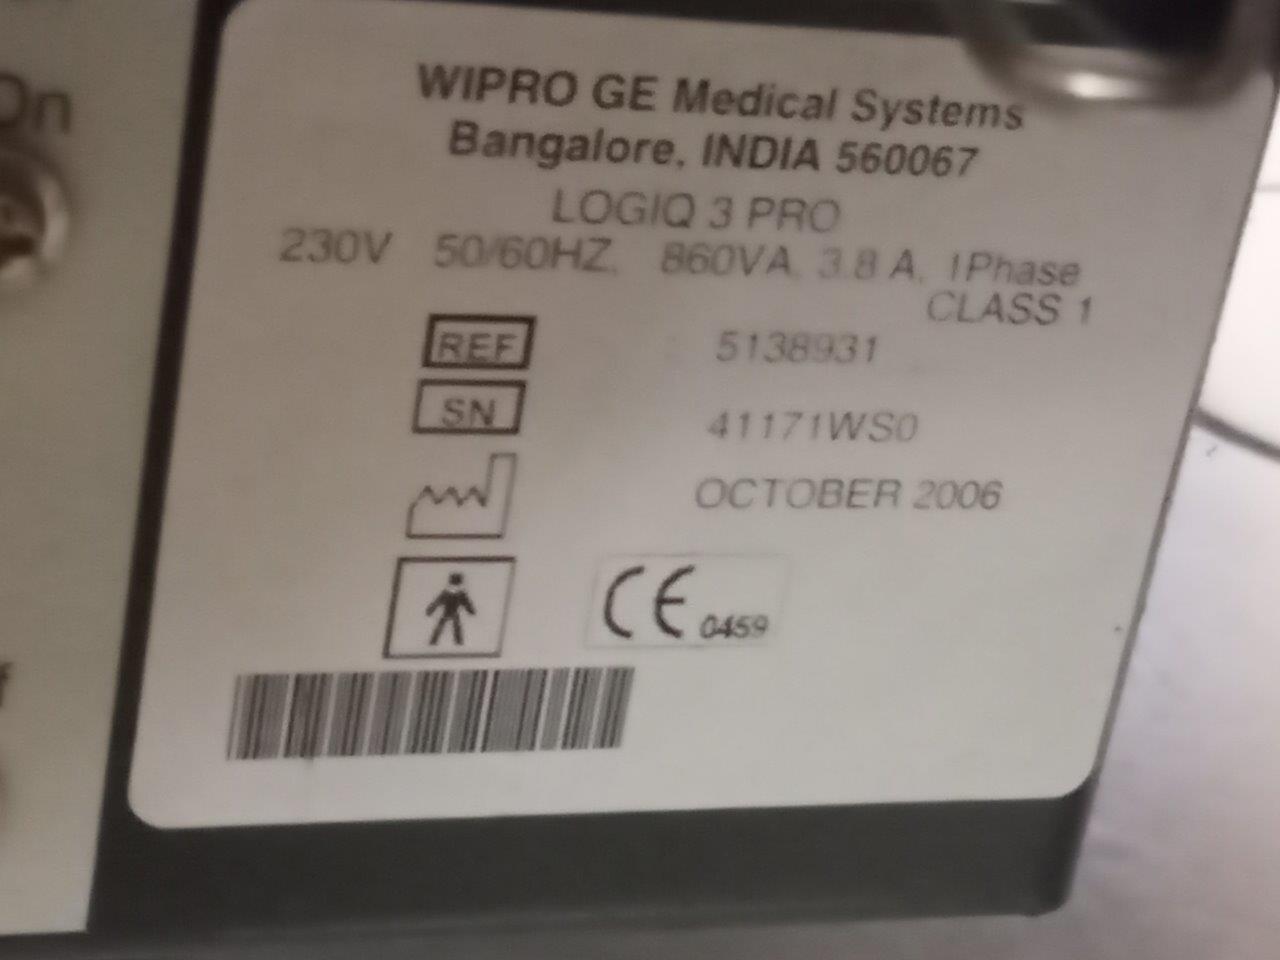 On
WIPRO GE Medical Systems
Bangalore, INDIA 560067
LOGIQ 3 PRO
230V 50/60HZ, 860VA, 3.8 A, 1Phase
CLASS 1
REF 5138931
SN 41171WS0
OCTOBER 2006
CE 0459